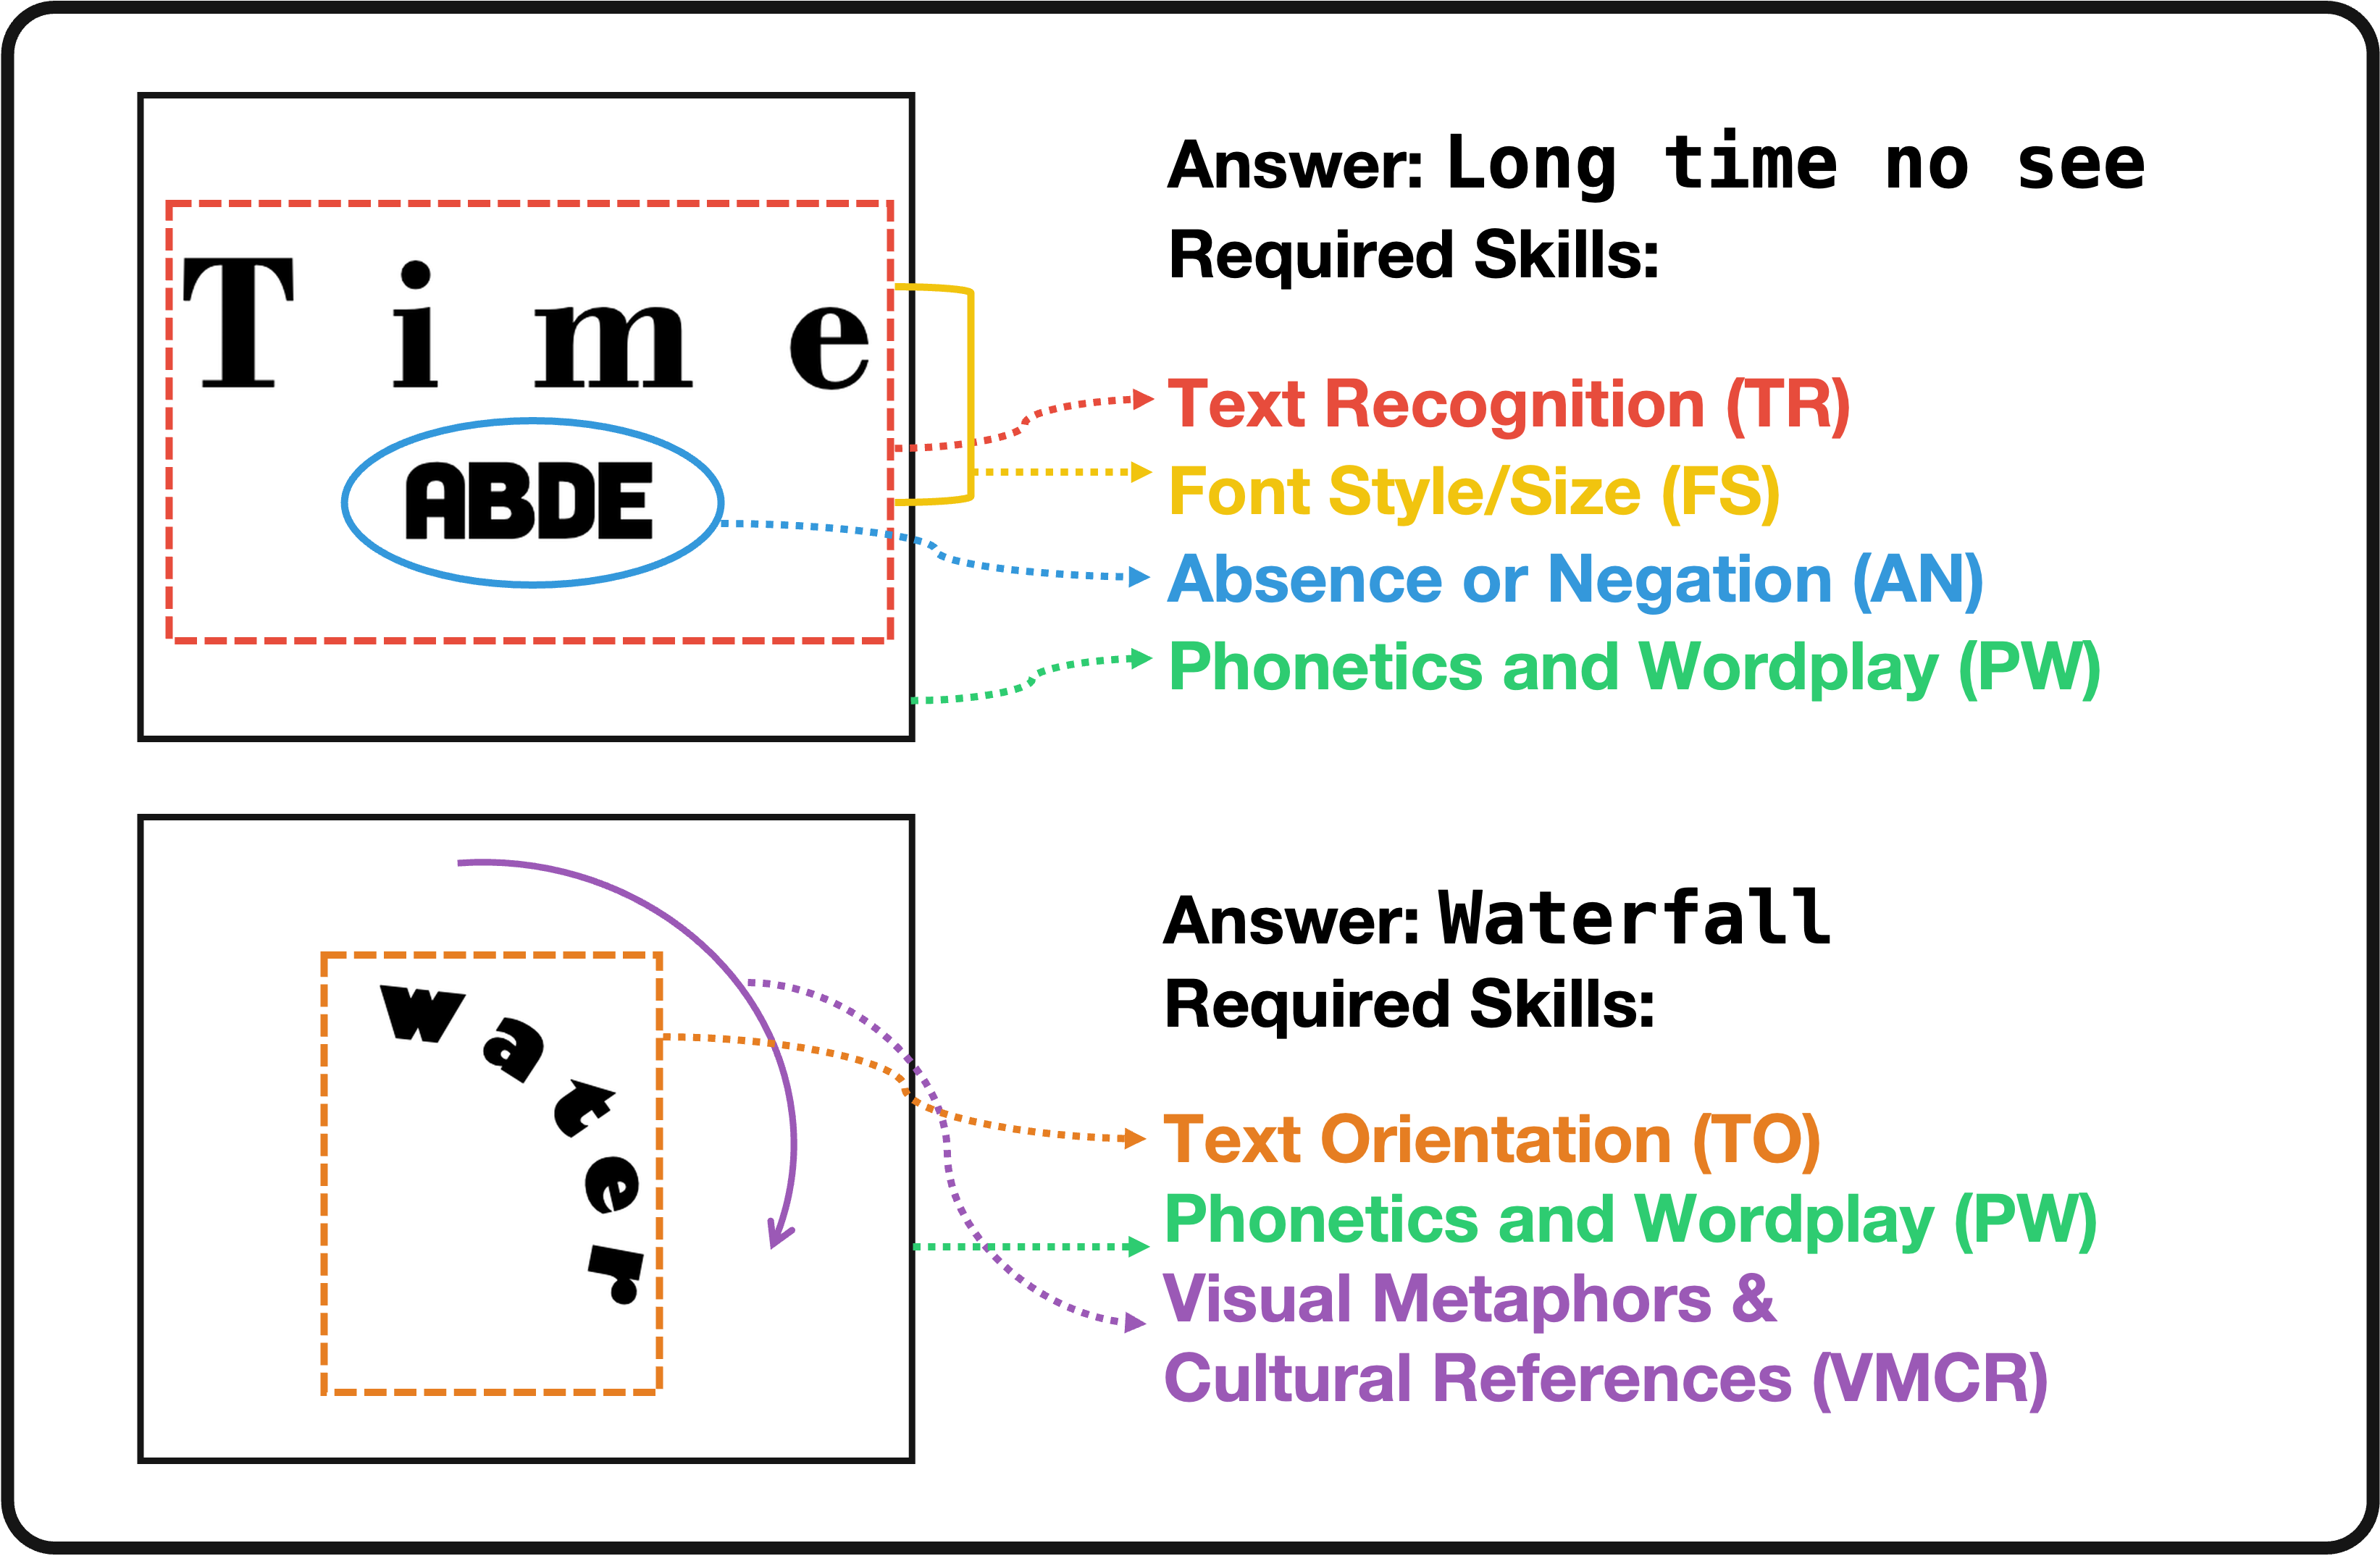 T i m e
ABDE
Answer: Long time no see
Required Skills:
Text Recognition (TR)
Font Style/Size (FS)
Absence or Negation (AN)
Phonetics and Wordplay (PW)
water
Answer: Waterfall
Required Skills:
Text Orientation (TO)
Phonetics and Wordplay (PW)
Visual Metaphors &
Cultural References (VMCR)